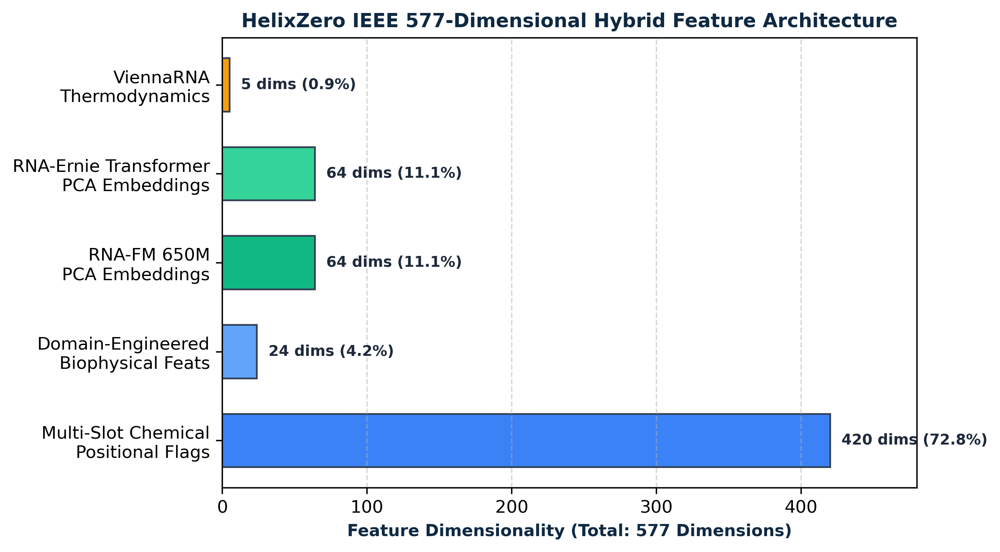 HelixZero IEEE 577-Dimensional Hybrid Feature Architecture
ViennaRNA
Thermodynamics
5 dims (0.9%)
RNA-Ernie Transformer
PCA Embeddings
64 dims (11.1%)
RNA-FM 650M
PCA Embeddings
64 dims (11.1%)
Domain-Engineered
Biophysical Feats
24 dims (4.2%)
Multi-Slot Chemical
Positional Flags
420 dims (72.8%)
0 100 200 300 400
Feature Dimensionality (Total: 577 Dimensions)